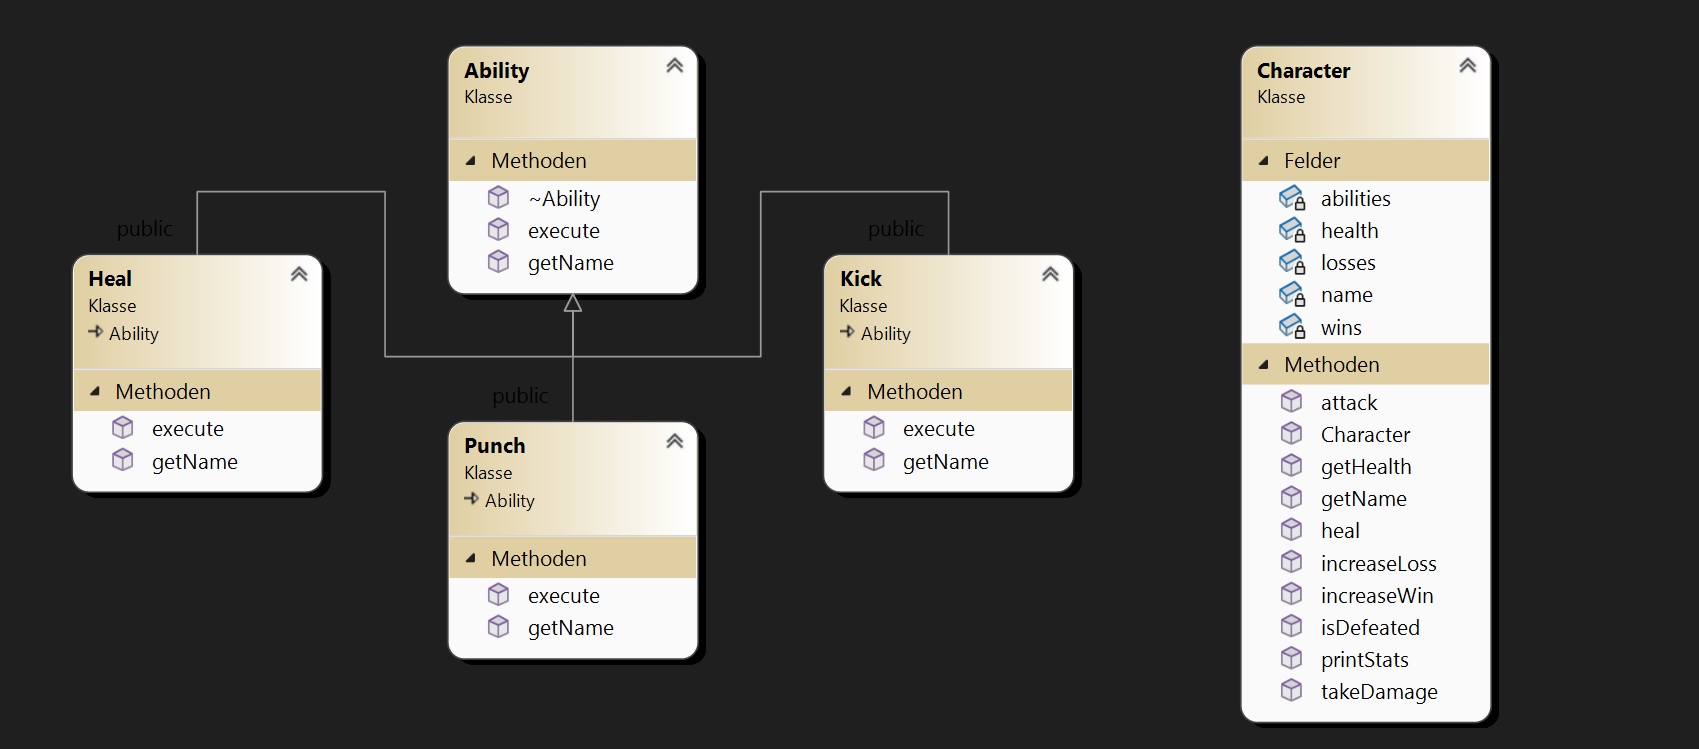 Ability
Klasse
Methoden
~Ability
execute
getName
public
Heal
Klasse
Ability
Methoden
execute
getName
public
Kick
Klasse
Ability
Methoden
execute
getName
public
Punch
Klasse
Ability
Methoden
execute
getName
Character
Klasse
Felder
abilities
health
losses
name
wins
Methoden
attack
Character
getHealth
getName
heal
increaseLoss
increaseWin
isDefeated
printStats
takeDamage